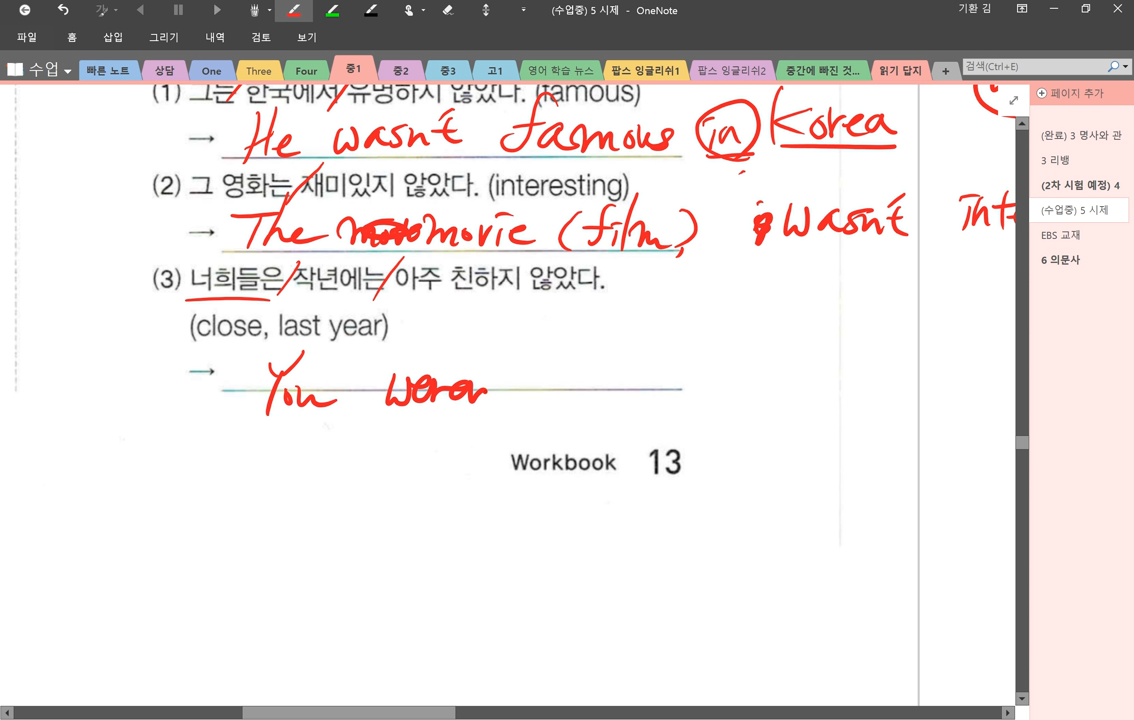 (수업중) 5 시제 - OneNote
기환 김
파일 홈 삽입 그리기 내역 검토 보기
수업 빠른 노트 상담 One Three Four 중1 중2 중3 고1 영어 학습 뉴스 팝스 잉글리쉬1 팝스 잉글리쉬2 중간에 빠진 것... 읽기 답지 + 검색(Ctrl+E)
페이지 추가
(완료) 3 명사와 관
3 리뱅
(2차 시험 예정) 4
(수업중) 5 시제
EBS 교재
6 의문사
(1) 그는 한국에서 유명하지 않았다. (famous)
→ He wasn't famous in Korea
(2) 그 영화는 재미있지 않았다. (interesting)
→ The movie (film) wasn't int
(3) 너희들은 작년에는 아주 친하지 않았다.
(close, last year)
→ You weren
Workbook 13